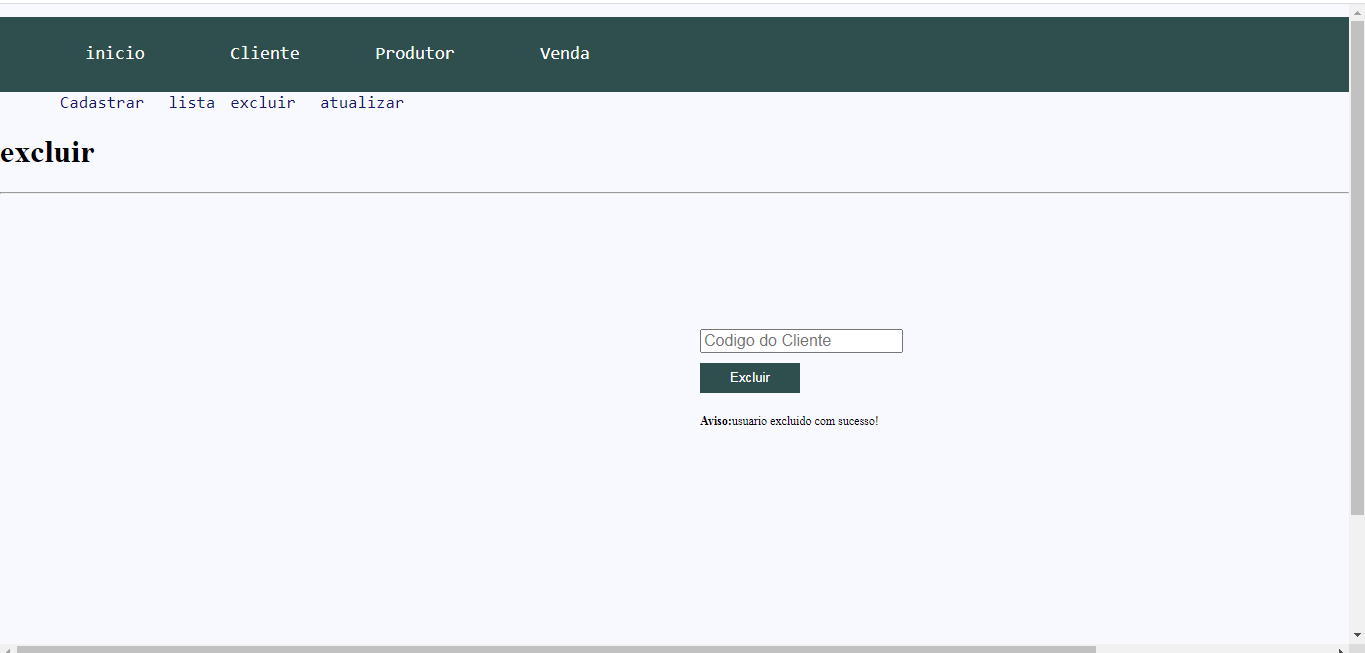 inicio Cliente Produtor Venda
Cadastrar lista excluir atualizar
excluir
Codigo do Cliente
Excluir
Aviso:usuario excluido com sucesso!